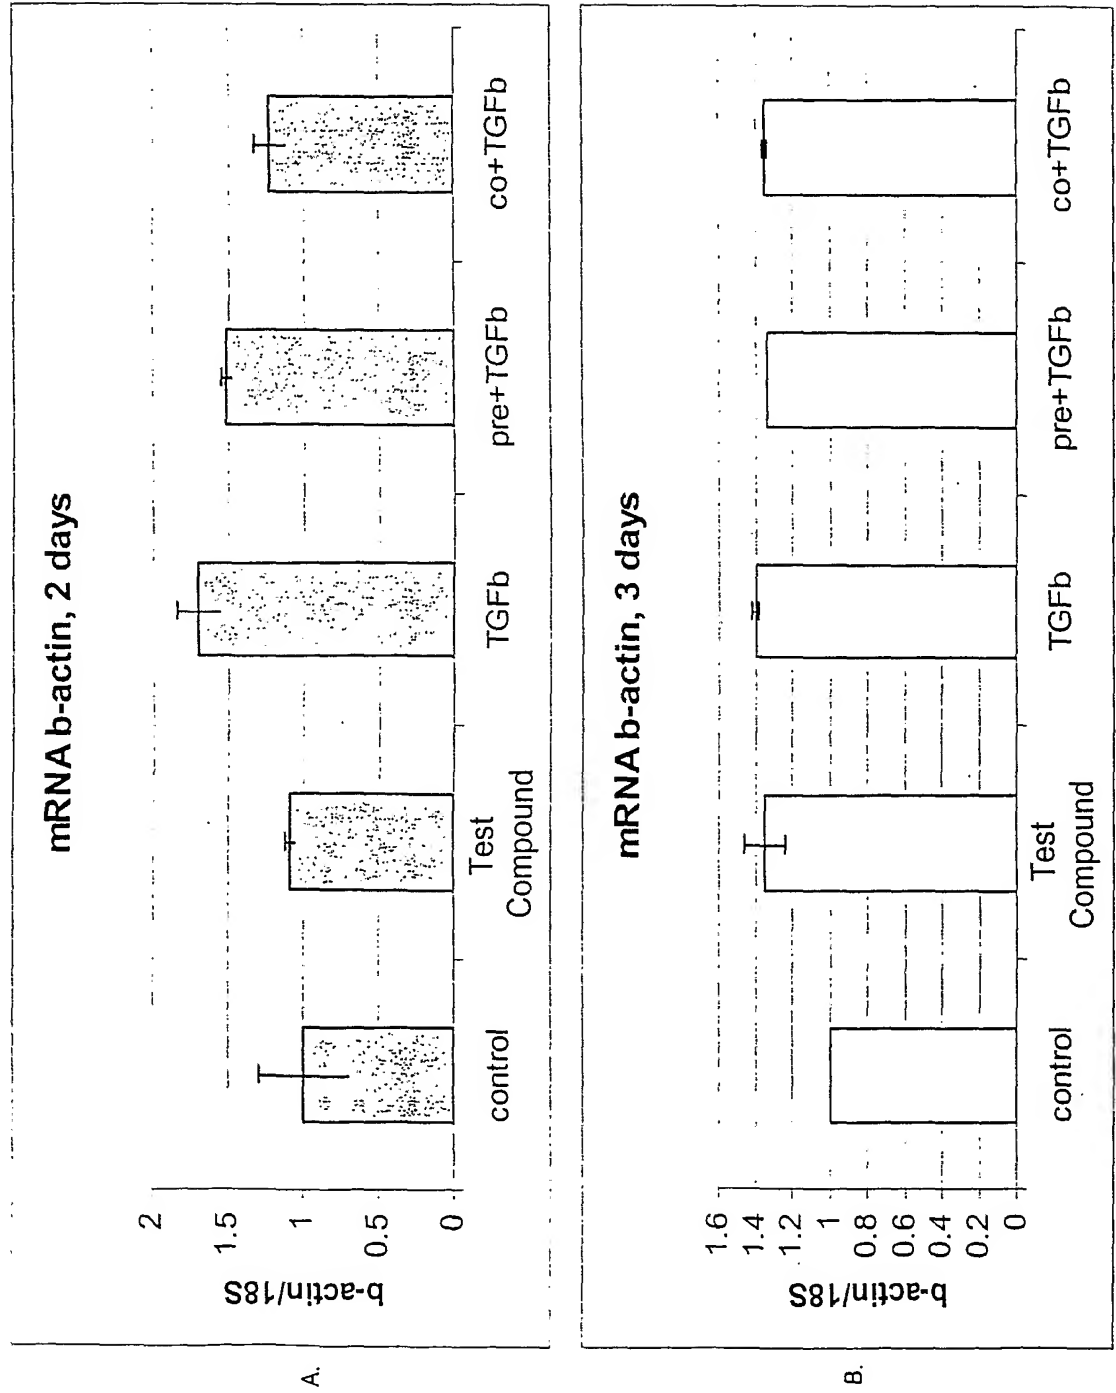 A.
mRNA b-actin, 2 days
b-actin/18S
2
1.5
1
0.5
0
control
Test
Compound
TGFb
pre+TGFb
co+TGFb
B.
mRNA b-actin, 3 days
b-actin/18S
1.6
1.4
1.2
1
0.8
0.6
0.4
0.2
0
control
Test
Compound
TGFb
pre+TGFb
co+TGFb